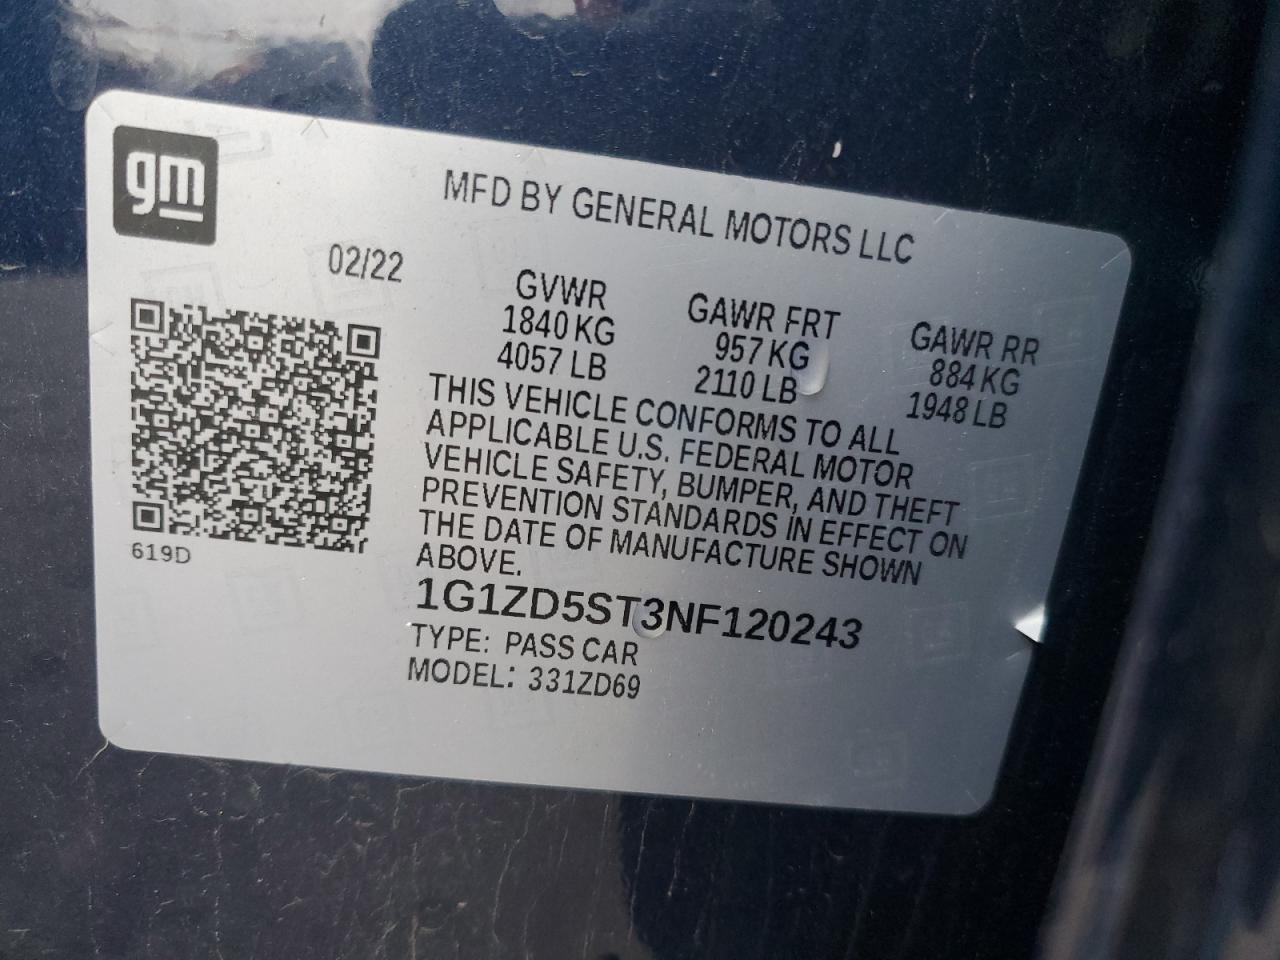 gm
MFD BY GENERAL MOTORS LLC
02/22
GVWR
1840 KG
4057 LB
GAWR FRT
957 KG
2110 LB
GAWR RR
884 KG
1948 LB
THIS VEHICLE CONFORMS TO ALL
APPLICABLE U.S. FEDERAL MOTOR
VEHICLE SAFETY, BUMPER, AND THEFT
PREVENTION STANDARDS IN EFFECT ON
THE DATE OF MANUFACTURE SHOWN
ABOVE.
619D
1G1ZD5ST3NF120243
TYPE: PASS CAR
MODEL: 331ZD69